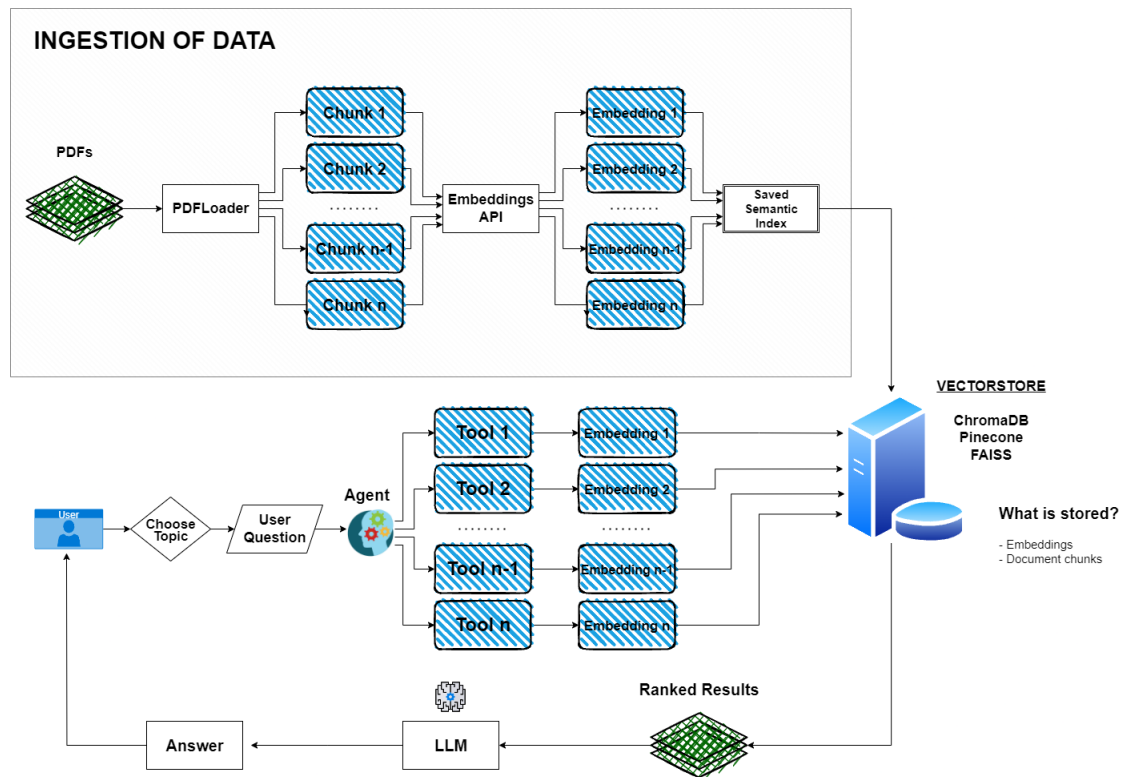 INGESTION OF DATA
PDFs
PDFLoader
Chunk 1
Chunk 2
........
Chunk n-1
Chunk n
Embeddings
API
Embedding 1
Embedding 2
........
Embedding n-1
Embedding n
Saved
Semantic
Index
VECTORSTORE
ChromaDB
Pinecone
FAISS
What is stored?
- Embeddings
- Document chunks
User
Choose
Topic
User
Question
Agent
Tool 1
Tool 2
........
Tool n-1
Tool n
Embedding 1
Embedding 2
........
Embedding n-1
Embedding n
Ranked Results
LLM
Answer